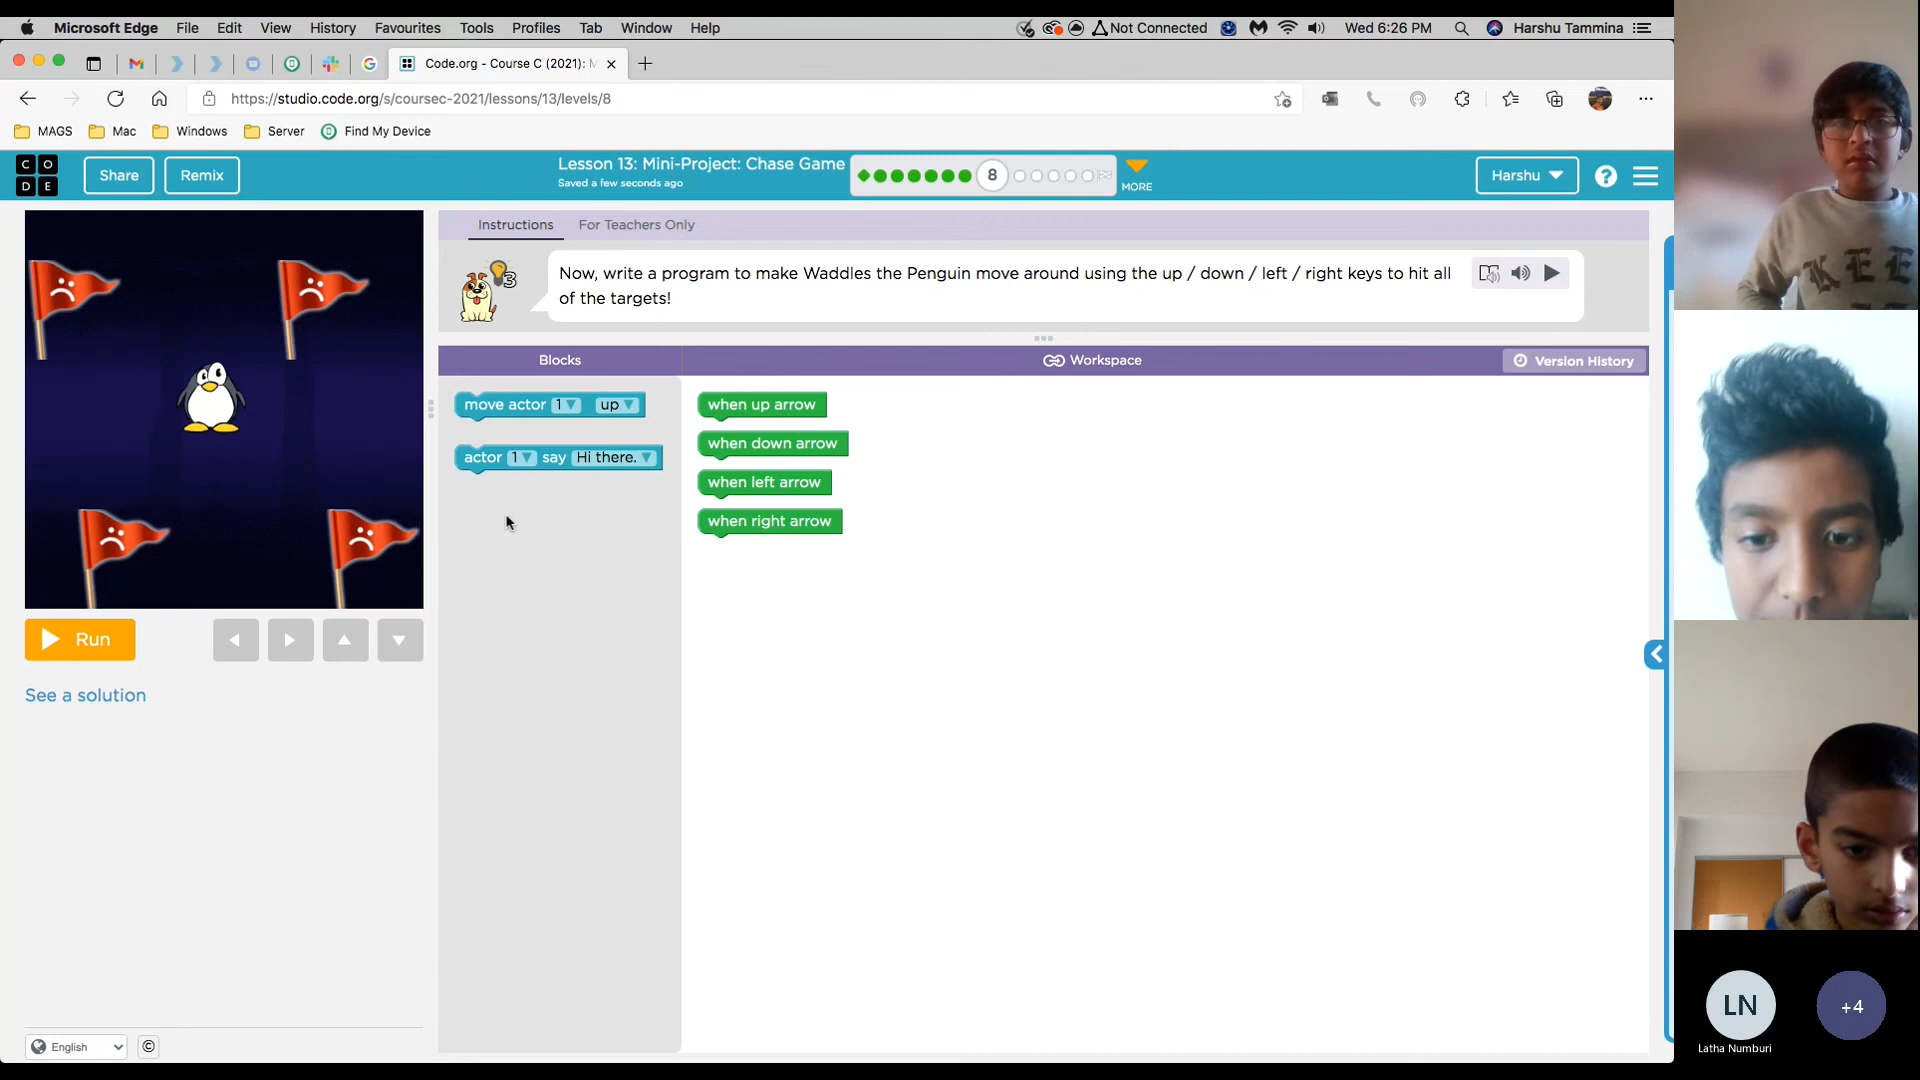 Microsoft Edge File Edit View History Favourites Tools Profiles Tab Window Help Not Connected Wed 6:26 PM Harshu Tammina
Code.org - Course C (2021): M
https://studio.code.org/s/coursec-2021/lessons/13/levels/8
MAGS Mac Windows Server Find My Device
C O D E
Share Remix Lesson 13: Mini-Project: Chase Game 8 MORE Harshu ?
Saved a few seconds ago
Instructions For Teachers Only
3
Now, write a program to make Waddles the Penguin move around using the up / down / left / right keys to hit all
of the targets!
Blocks Workspace Version History
move actor 1 up
actor 1 say Hi there.
when up arrow
when down arrow
when left arrow
when right arrow
Run
See a solution
English ©
KEE
LN +4
Latha Numburi